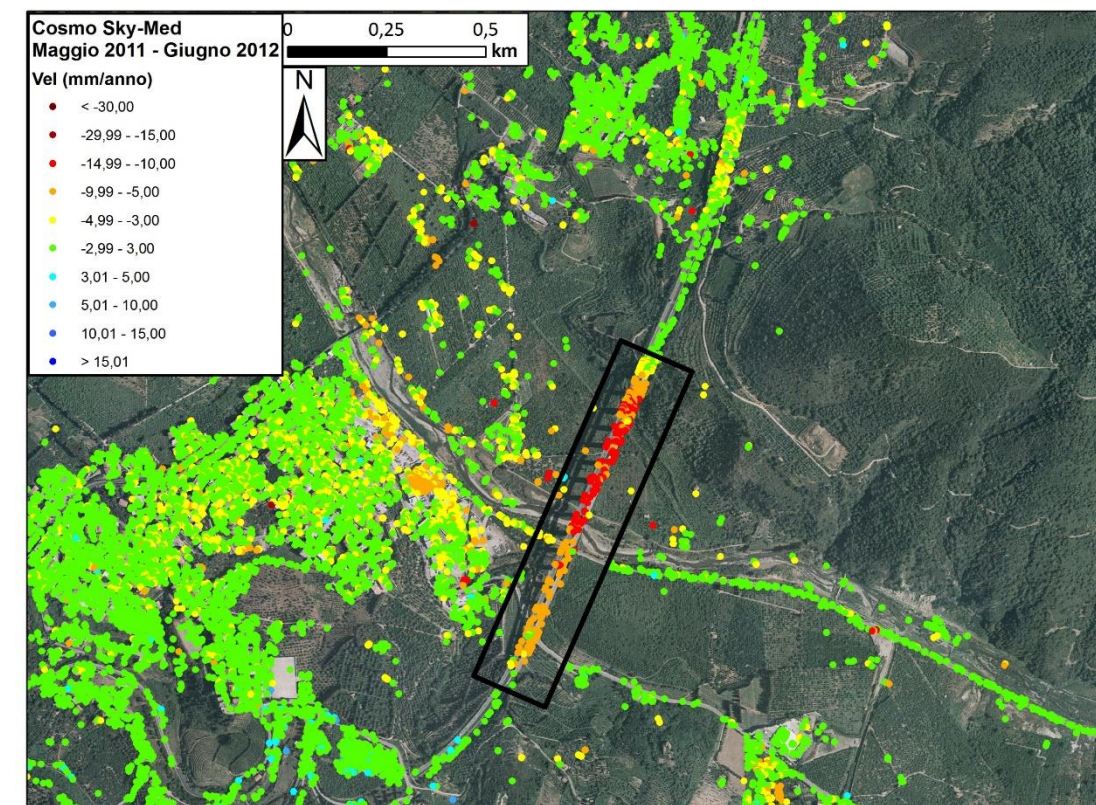 Cosmo Sky-Med
Maggio 2011 - Giugno 2012
Vel (mm/anno)
< -30,00
-29,99 - -15,00
-14,99 - -10,00
-9,99 - -5,00
-4,99 - -3,00
-2,99 - 3,00
3,01 - 5,00
5,01 - 10,00
10,01 - 15,00
> 15,01
0 0,25 0,5
km
N